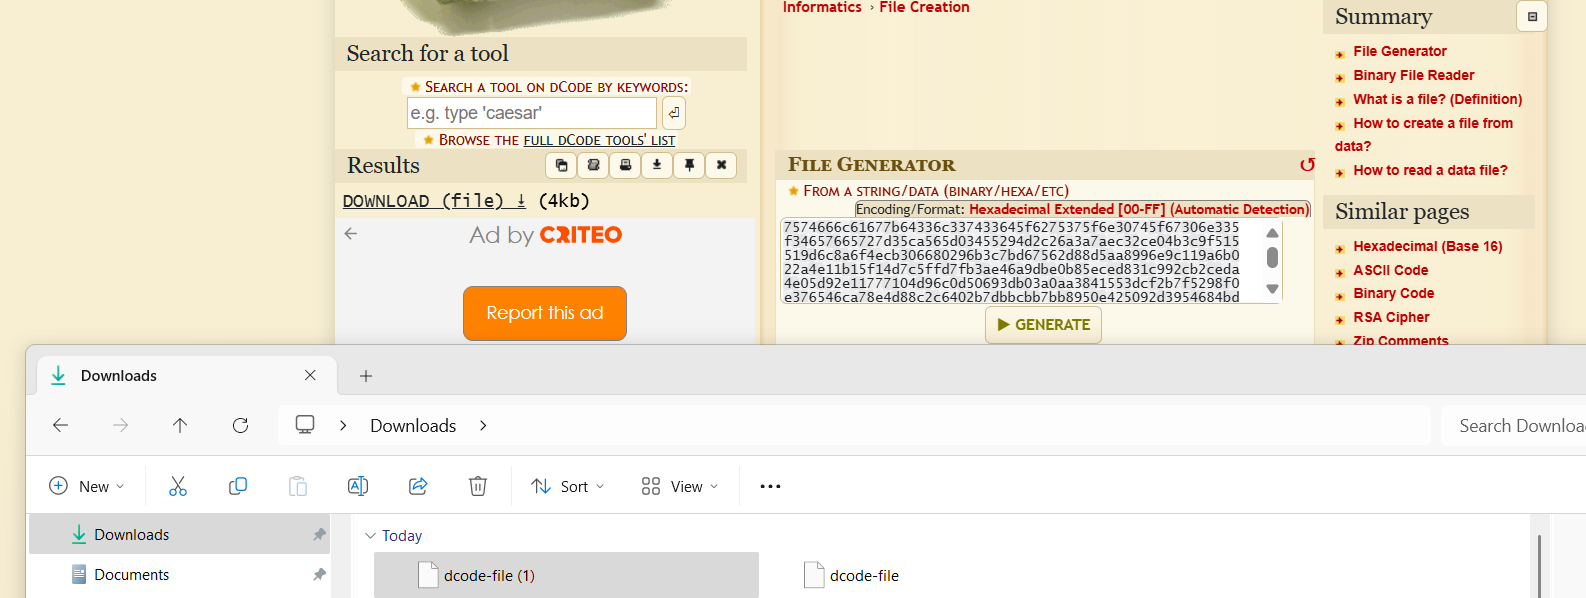 Informatics › File Creation
Summary
Search for a tool
File Generator
Search a tool on dCode by keywords:
Binary File Reader
e.g. type 'caesar'
What is a file? (Definition)
Browse the full dCode tools' list
How to create a file from data?
Results
File Generator
How to read a data file?
DOWNLOAD (file) ↓ (4kb)
From a string/data (binary/hexa/etc)
Encoding/Format: Hexadecimal Extended [00-FF] (Automatic Detection)
Similar pages
Ad by CRITEO
7574666c61677b64336c337433645f6275375f6e30745f67306e335
f34657665727d35ca565d03455294d2c26a3a7aec32ce04b3c9f515
519d6c8a6f4ecb306680296b3c7bd67562d88d5aa8996e9c119a6b0
22a4e11b15f14d7c5ffd7fb3ae46a9dbe0b85eced831c992cb2ceda
4e05d92e11777104d96c0d50693db03a0aa3841553dcf2b7f5298f0
e376546ca78e4d88c2c6402b7dbbcbb7bb8950e425092d3954684bd
Hexadecimal (Base 16)
ASCII Code
Binary Code
RSA Cipher
Zip Comments
Report this ad
GENERATE
Downloads
Downloads
Search Downloa
New
Sort
View
Downloads
Today
Documents
dcode-file (1)
dcode-file